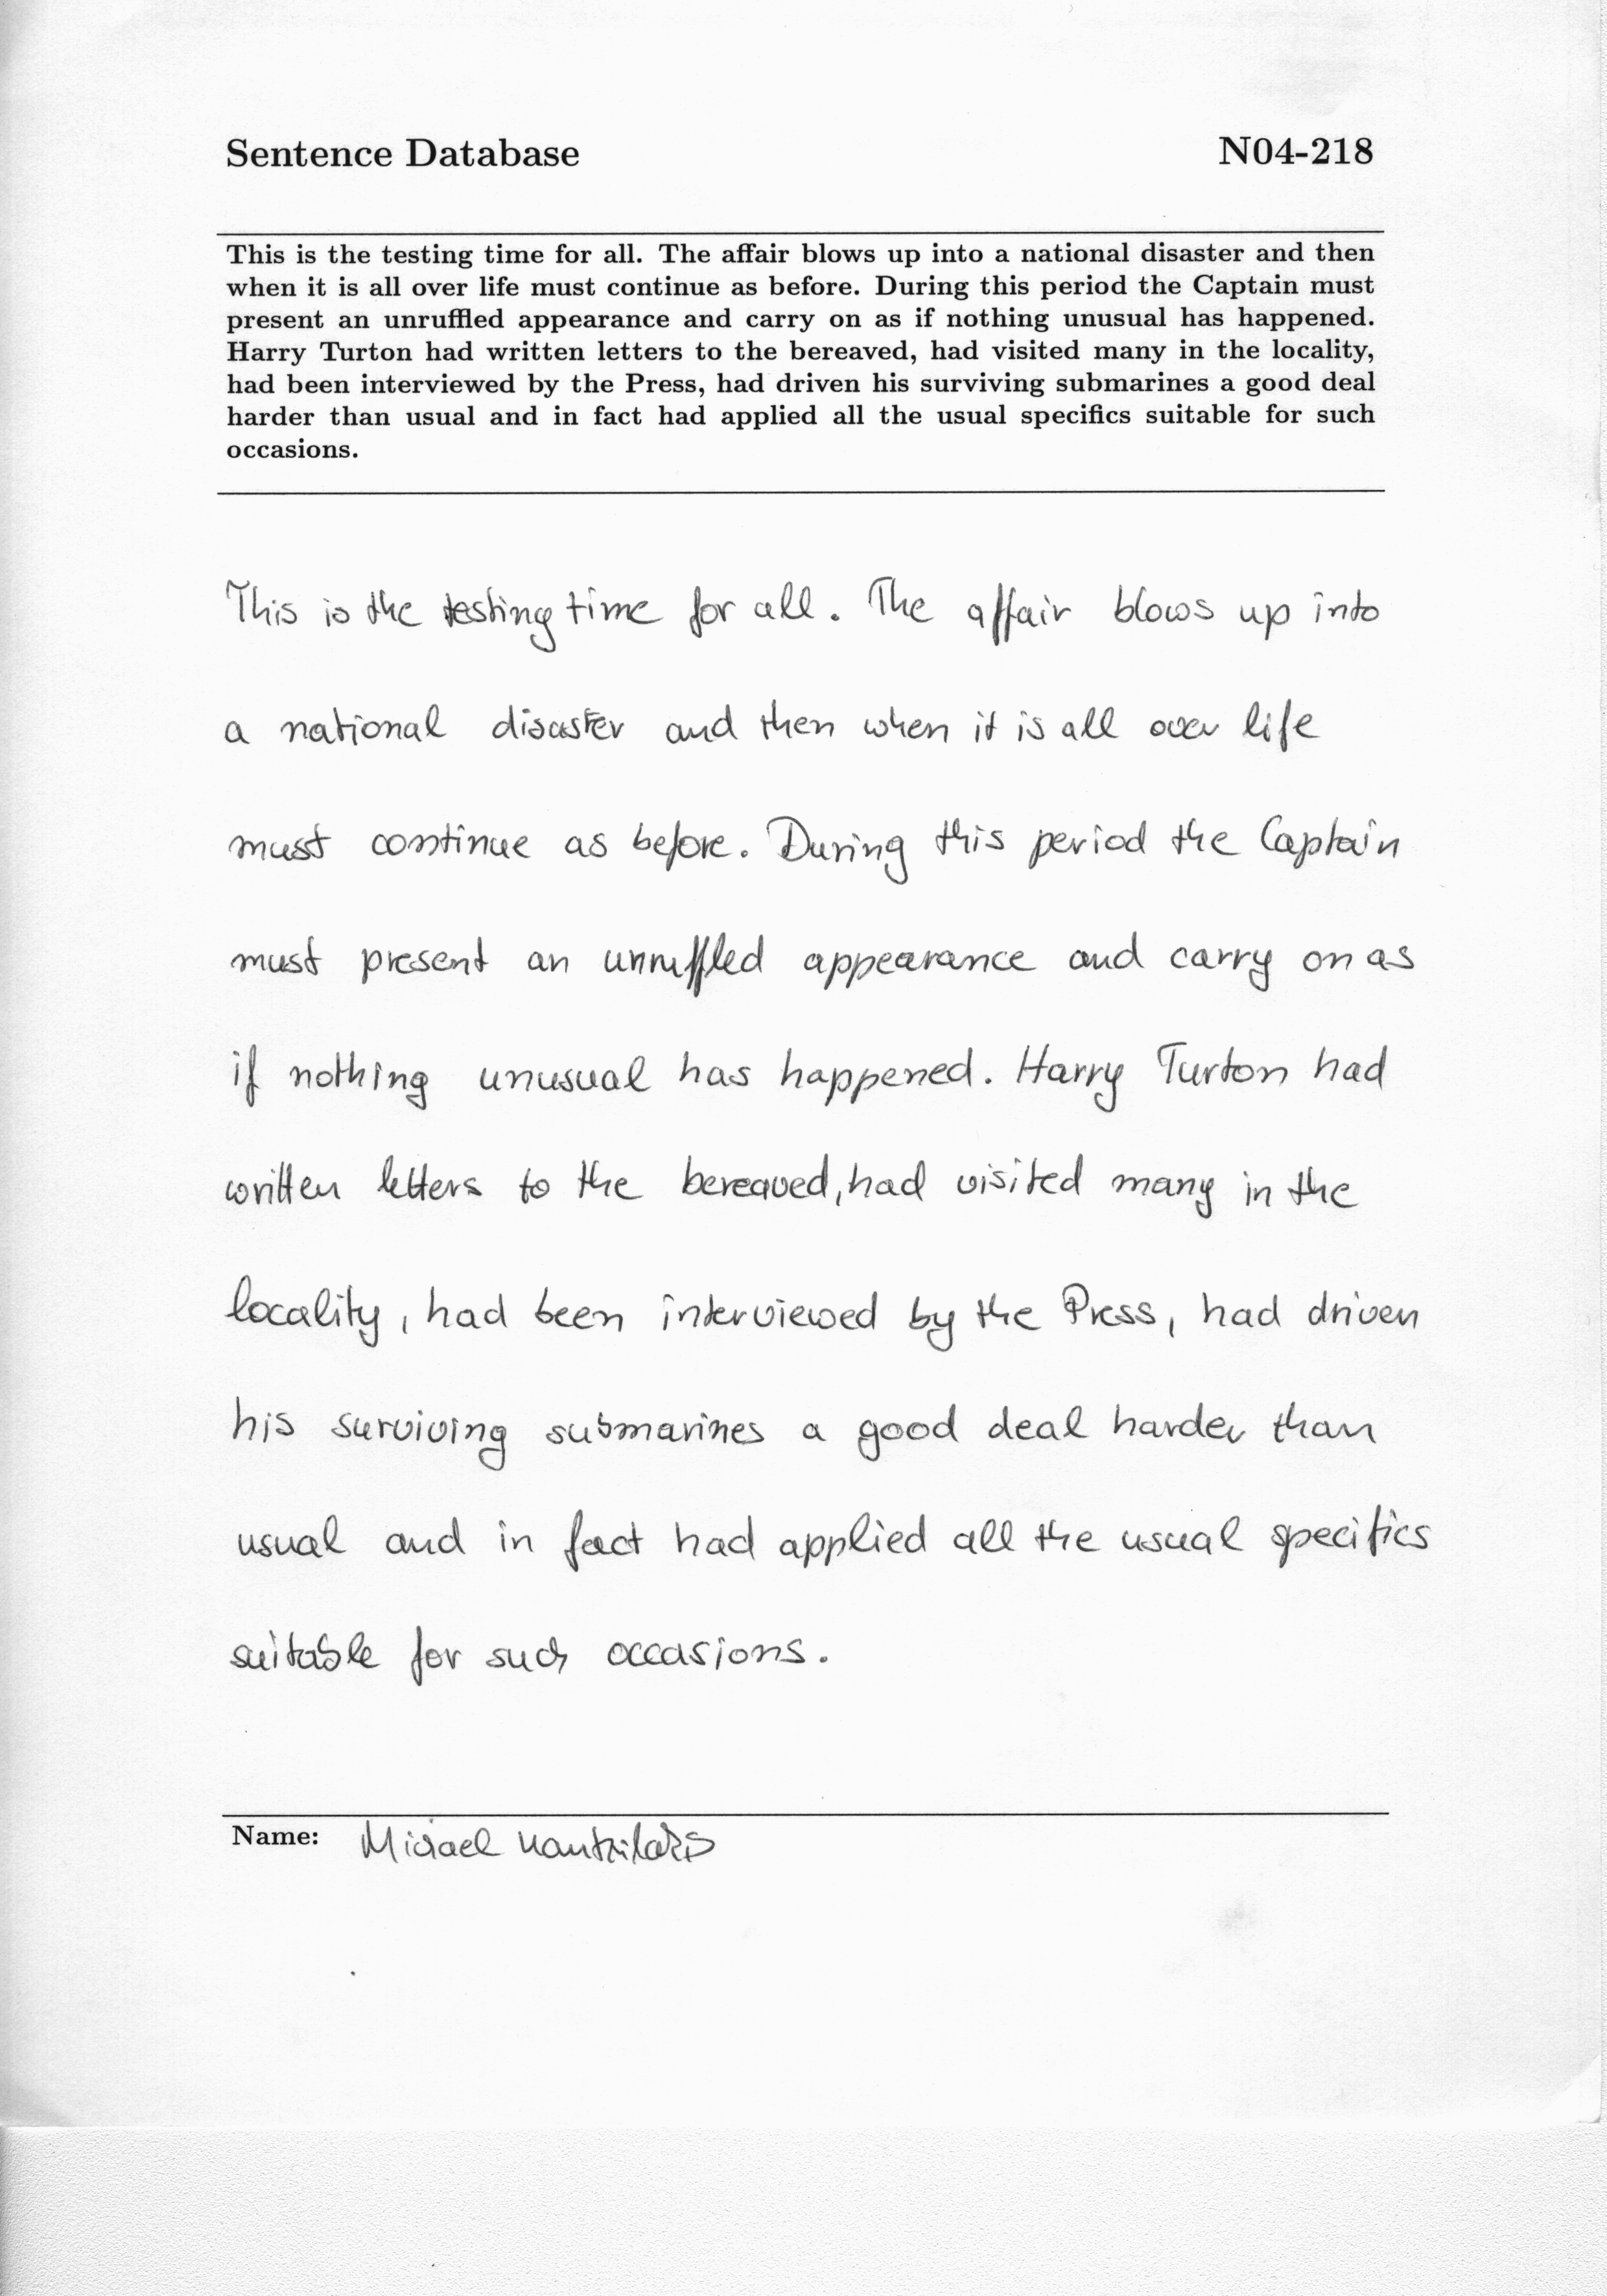 Sentence Database N04-218
This is the testing time for all. The affair blows up into a national disaster and then
when it is all over life must continue as before. During this period the Captain must
present an unruffled appearance and carry on as if nothing unusual has happened.
Harry Turton had written letters to the bereaved, had visited many in the locality,
had been interviewed by the Press, had driven his surviving submarines a good deal
harder than usual and in fact had applied all the usual specifics suitable for such
occasions.
This is the testing time for all. The affair blows up into
a national disaster and then when it is all over life
must continue as before. During this period the Captain
must present an unruffled appearance and carry on as
if nothing unusual has happened. Harry Turton had
written letters to the bereaved, had visited many in the
locality, had been interviewed by the Press, had driven
his surviving submarines a good deal harder than
usual and in fact had applied all the usual specifics
suitable for such occasions.
Name: Michael